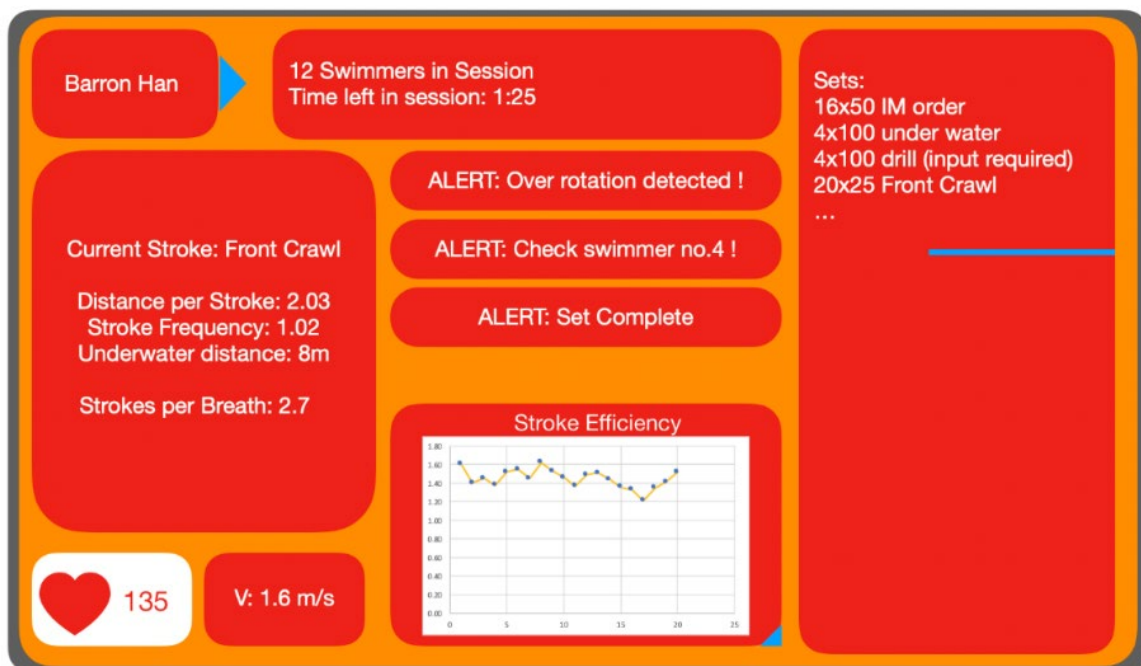 Barron Han
12 Swimmers in Session
Time left in session: 1:25
Sets:
16x50 IM order
4x100 under water
4x100 drill (input required)
20x25 Front Crawl
...
Current Stroke: Front Crawl
Distance per Stroke: 2.03
Stroke Frequency: 1.02
Underwater distance: 8m
Strokes per Breath: 2.7
ALERT: Over rotation detected !
ALERT: Check swimmer no.4 !
ALERT: Set Complete
Stroke Efficiency
1.80
1.60
1.40
1.20
1.00
0.80
0.60
0.40
0.20
0.00
0 5 10 15 20 25
135
V: 1.6 m/s